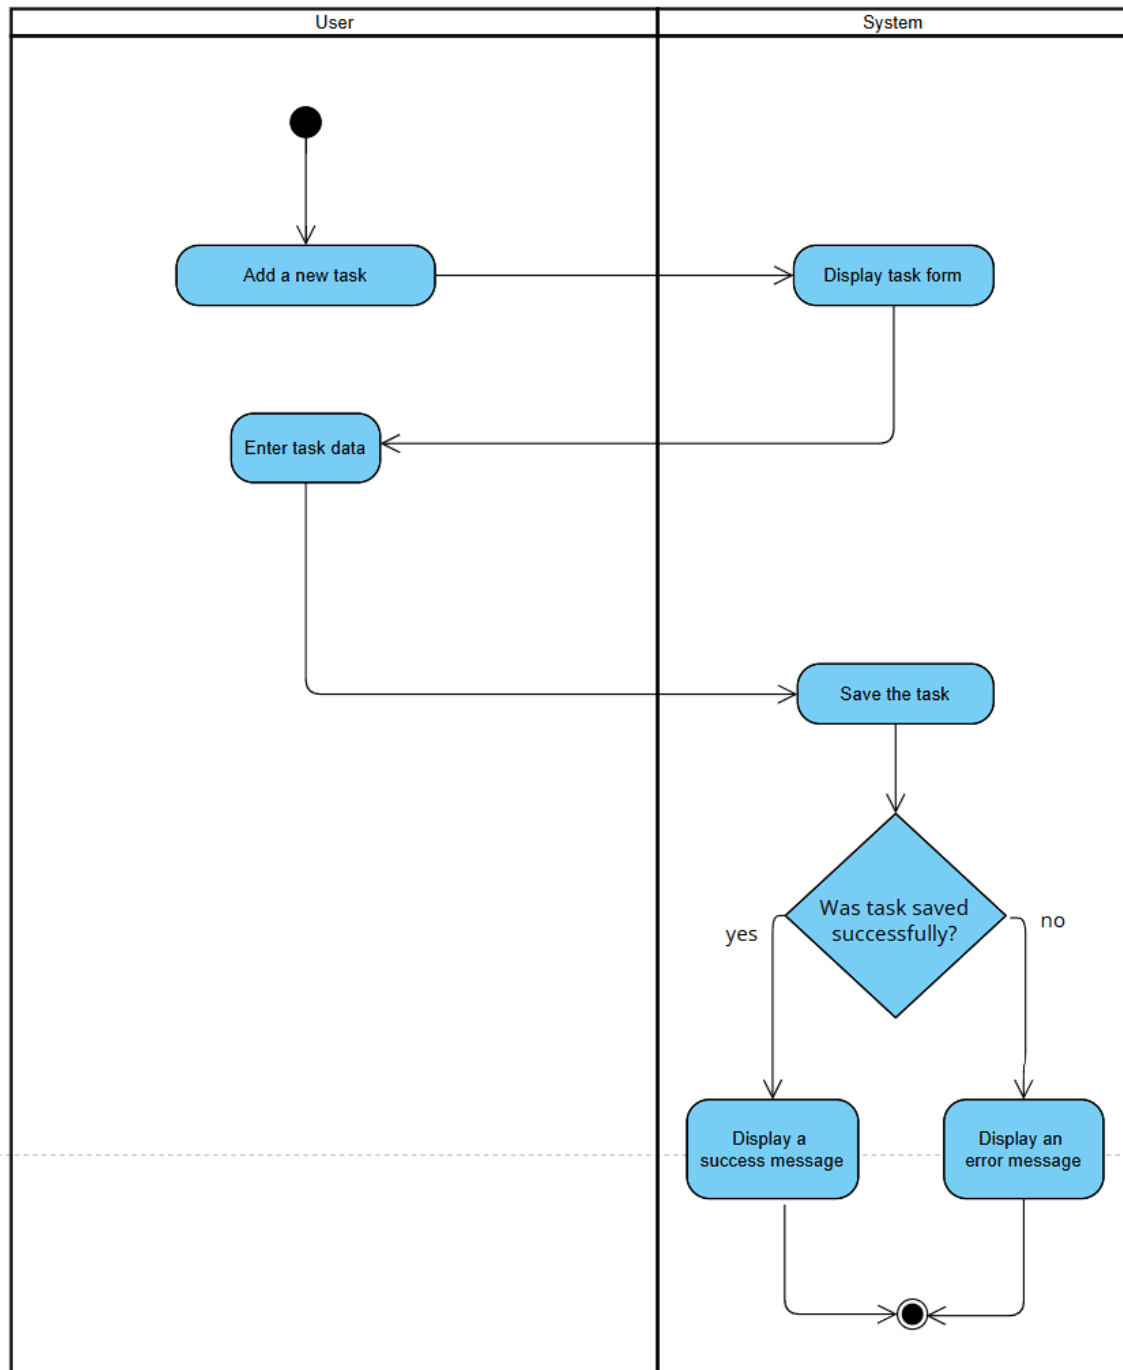 User
System
Add a new task
Display task form
Enter task data
Save the task
Was task saved
successfully?
yes
no
Display a
success message
Display an
error message